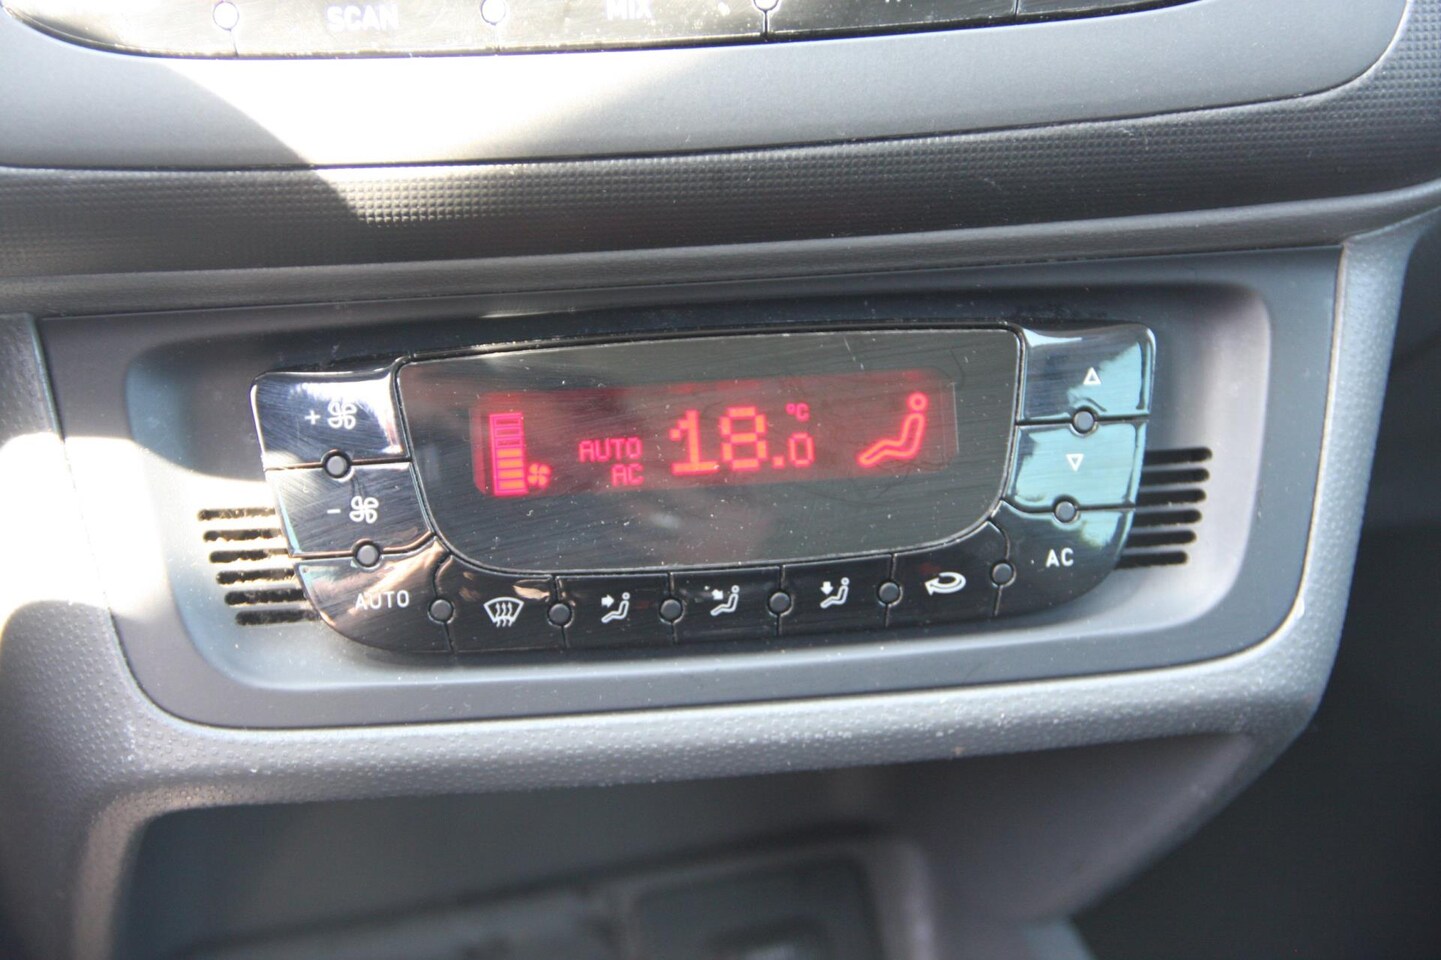 SCAN
MIX
+
AUTO
AC
18.0 °C
-
AUTO
AC